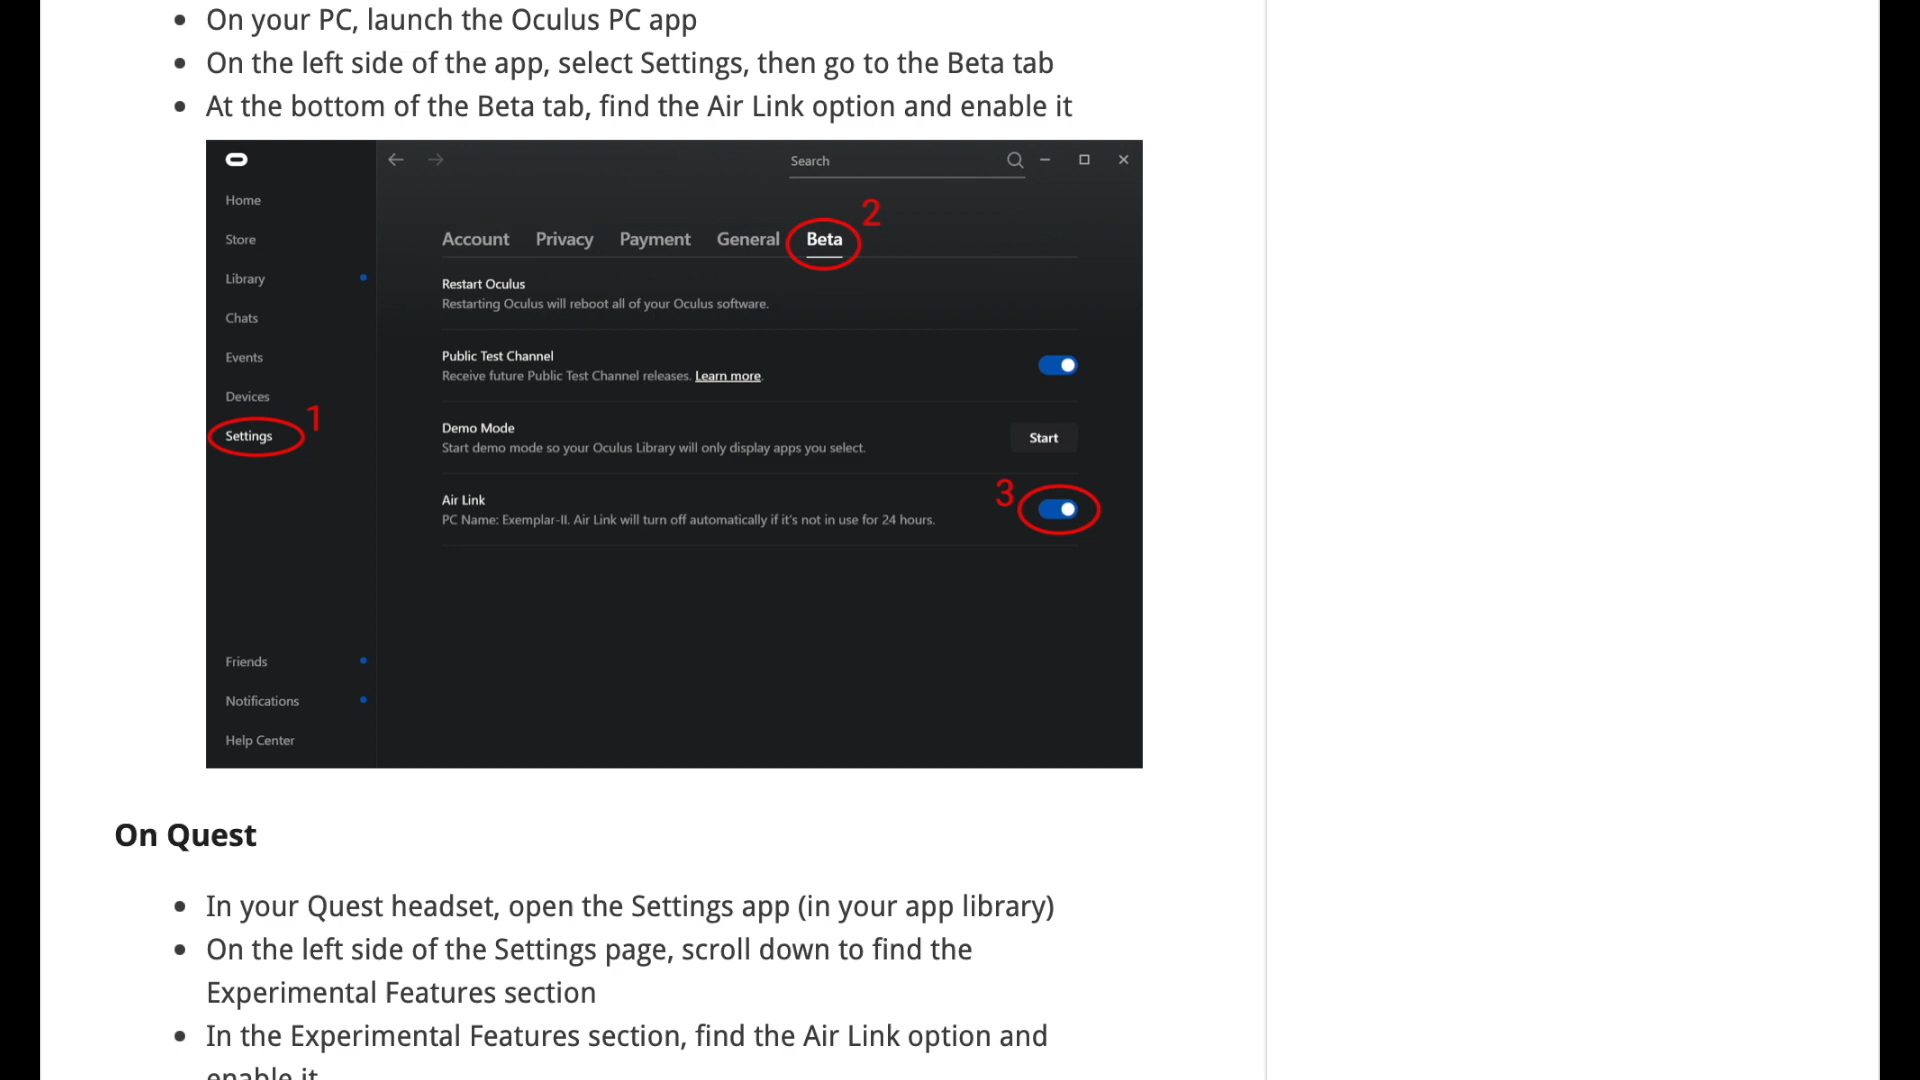 On your PC, launch the Oculus PC app
On the left side of the app, select Settings, then go to the Beta tab
At the bottom of the Beta tab, find the Air Link option and enable it
Search
Home
Store
Library
Chats
Events
Devices
Settings
1
Friends
Notifications
Help Center
Account Privacy Payment General Beta
2
Restart Oculus
Restarting Oculus will reboot all of your Oculus software.
Public Test Channel
Receive future Public Test Channel releases. Learn more.
Demo Mode
Start demo mode so your Oculus Library will only display apps you select.
Start
Air Link
PC Name: Exemplar-II. Air Link will turn off automatically if it's not in use for 24 hours.
3
On Quest
In your Quest headset, open the Settings app (in your app library)
On the left side of the Settings page, scroll down to find the
Experimental Features section
In the Experimental Features section, find the Air Link option and
enable it